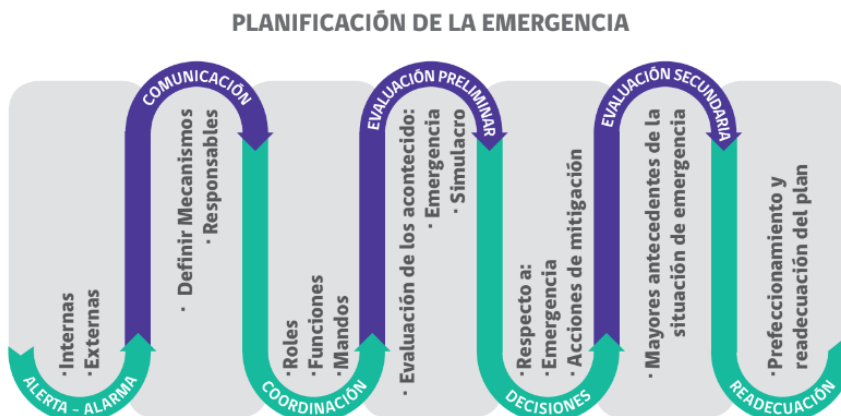 PLANIFICACIÓN DE LA EMERGENCIA
ALERTA – ALARMA
· Internas
· Externas
COMUNICACIÓN
· Definir Mecanismos
· Responsables
COORDINACIÓN
· Roles
· Funciones
· Mandos
EVALUACIÓN PRELIMINAR
· Evaluación de los acontecido:
· Emergencia
· Simulacro
DECISIONES
· Respecto a:
· Emergencia
· Acciones de mitigación
EVALUACIÓN SECUNDARIA
· Mayores antecedentes de la
situación de emergencia
READECUACIÓN
· Prefeccionamiento y
readecuación del plan